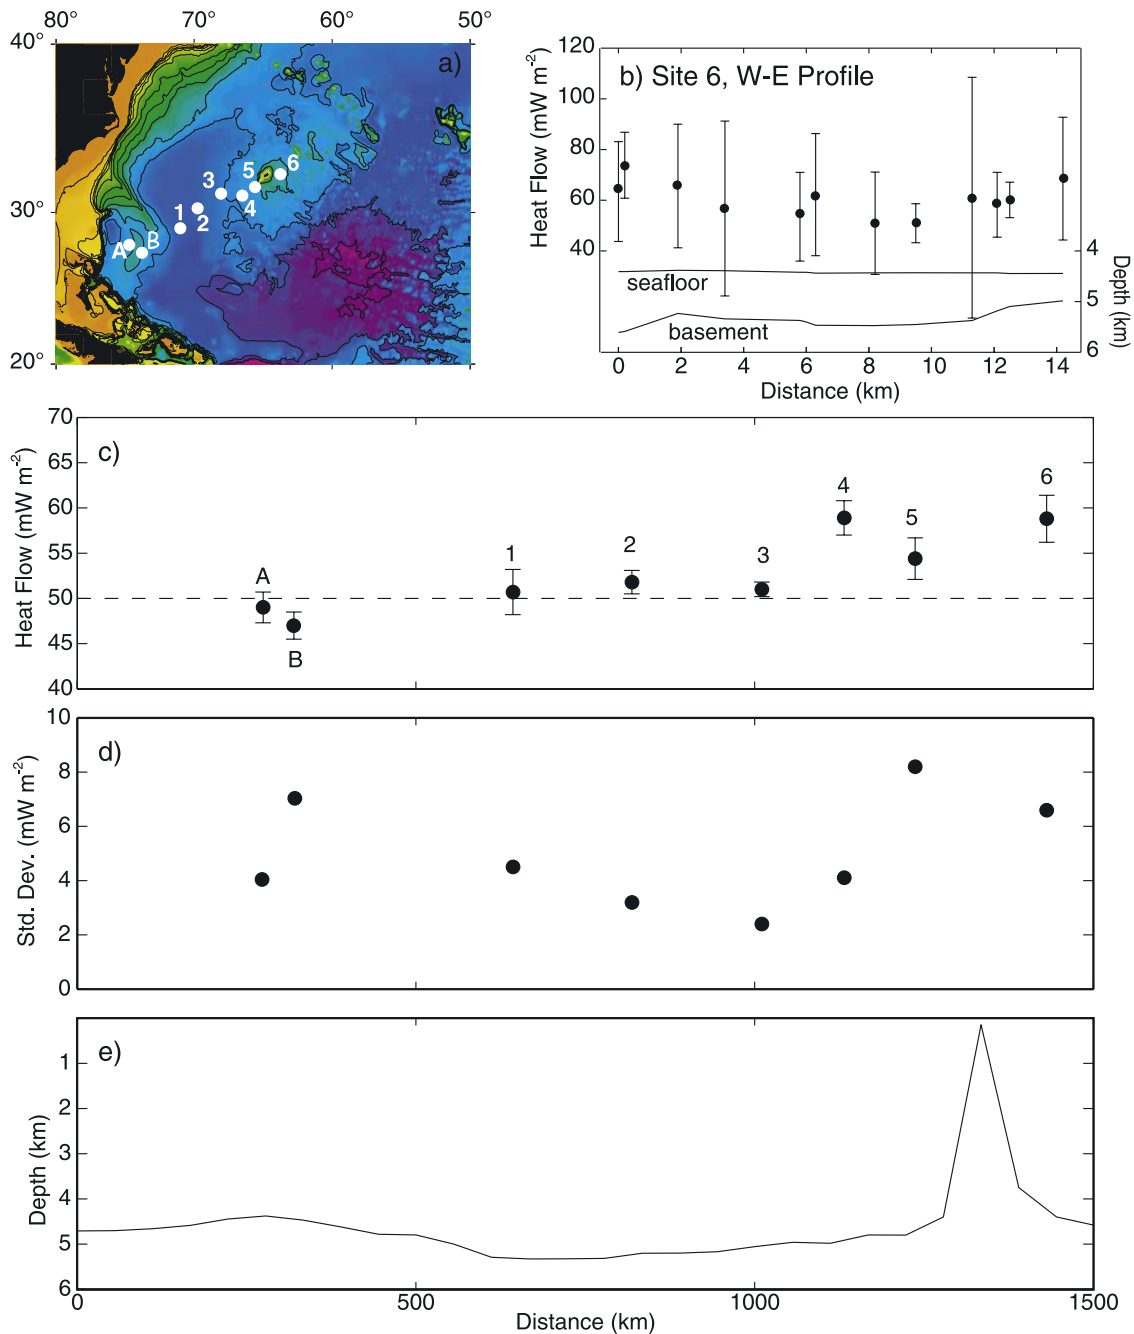 80° 70° 60° 50°
40°
30°
20°
a)
A
B
1
2
3
4
5
6
b) Site 6, W-E Profile
Heat Flow (mW m-2)
120
100
80
60
40
4
5
6
Depth (km)
seafloor
basement
0 2 4 6 8 10 12 14
Distance (km)
c)
Heat Flow (mW m-2)
70
65
60
55
50
45
40
A
B
1
2
3
4
5
6
d)
Std. Dev. (mW m-2)
10
8
6
4
2
0
e)
Depth (km)
1
2
3
4
5
6
0 500 1000 1500
Distance (km)